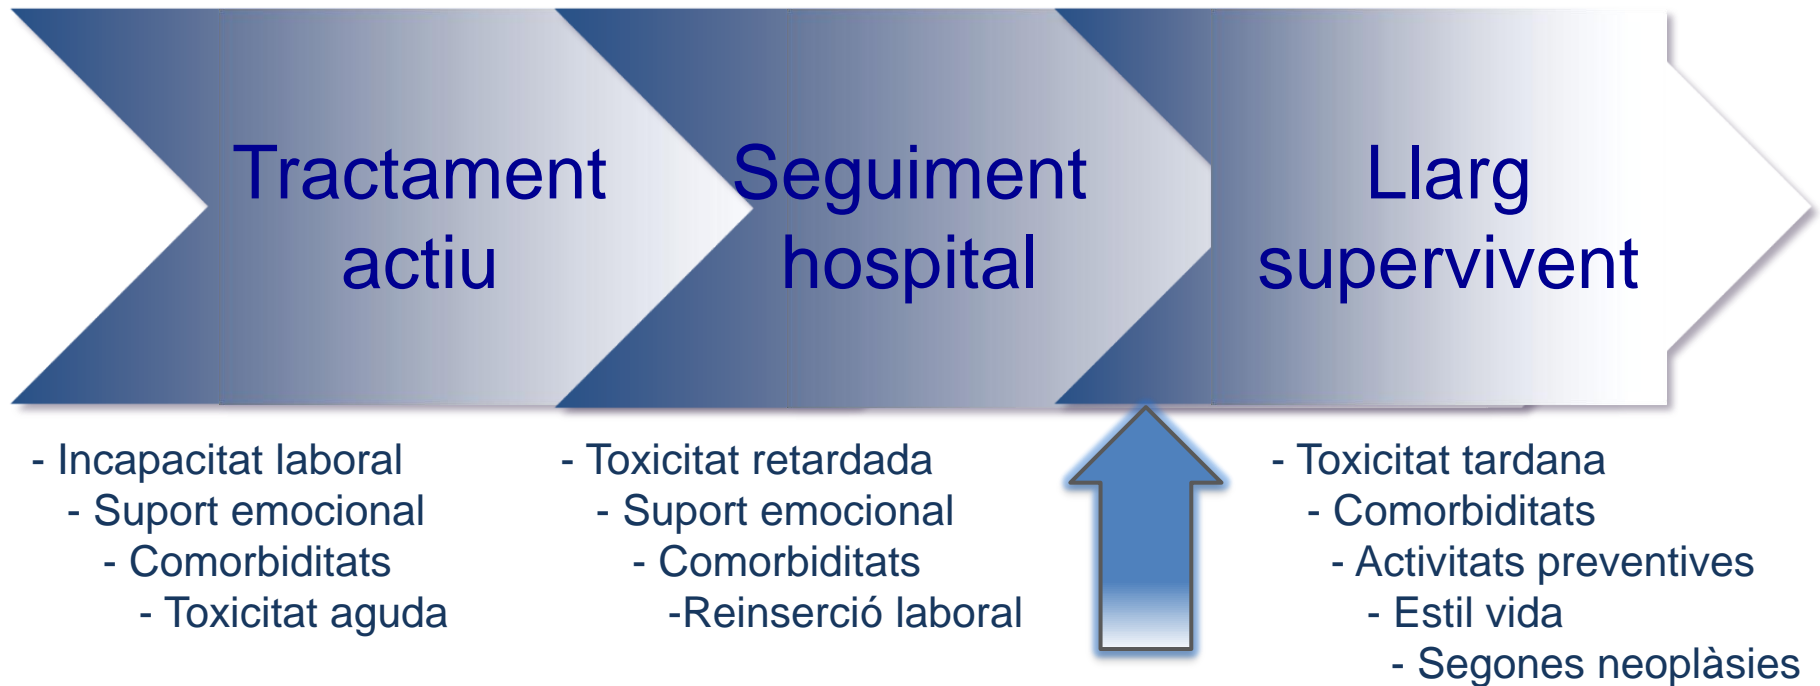 Tractament
actiu
Seguiment
hospital
Llarg
supervivent
- Incapacitat laboral
- Suport emocional
- Comorbiditats
- Toxicitat aguda
- Toxicitat retardada
- Suport emocional
- Comorbiditats
-Reinserció laboral
- Toxicitat tardana
- Comorbiditats
- Activitats preventives
- Estil vida
- Segones neoplàsies